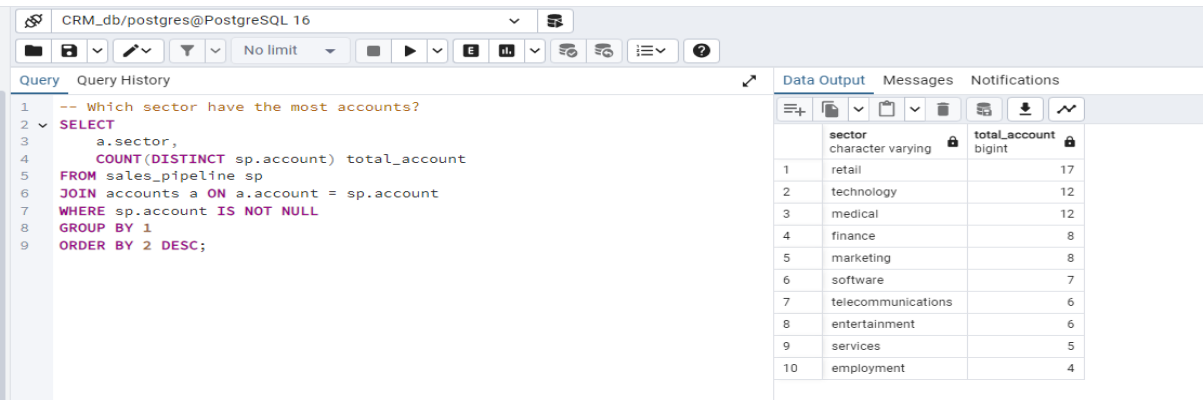 CRM_db/postgres@PostgreSQL 16
No limit
E
Query Query History
Data Output Messages Notifications
1 -- Which sector have the most accounts?
2 SELECT
3 a.sector,
4 COUNT(DISTINCT sp.account) total_account
5 FROM sales_pipeline sp
6 JOIN accounts a ON a.account = sp.account
7 WHERE sp.account IS NOT NULL
8 GROUP BY 1
9 ORDER BY 2 DESC;
sector total_account
character varying bigint
1 retail 17
2 technology 12
3 medical 12
4 finance 8
5 marketing 8
6 software 7
7 telecommunications 6
8 entertainment 6
9 services 5
10 employment 4